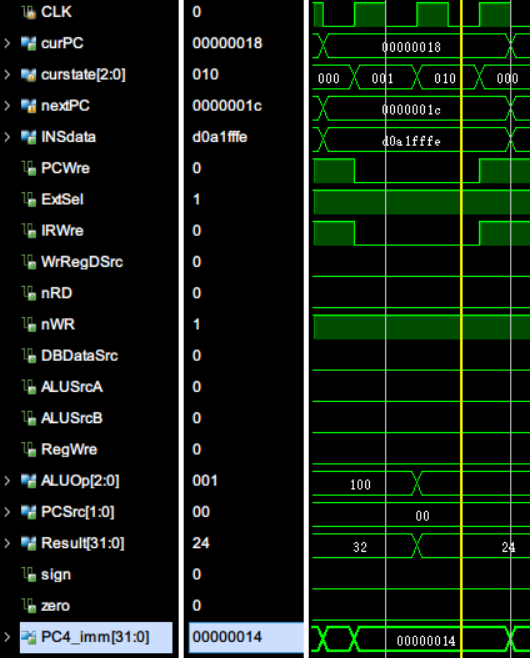 CLK 0
curPC 00000018 00000018
curstate[2:0] 010 000 001 010 000
nextPC 0000001c 0000001c
INSdata d0a1fffe d0a1fffe
PCWre 0
ExtSel 1
IRWre 0
WrRegDSrc 0
nRD 0
nWR 1
DBDataSrc 0
ALUSrcA 0
ALUSrcB 0
RegWre 0
ALUOp[2:0] 001 100
PCSrc[1:0] 00 00
Result[31:0] 24 32 24
sign 0
zero 0
PC4_imm[31:0] 00000014 00000014